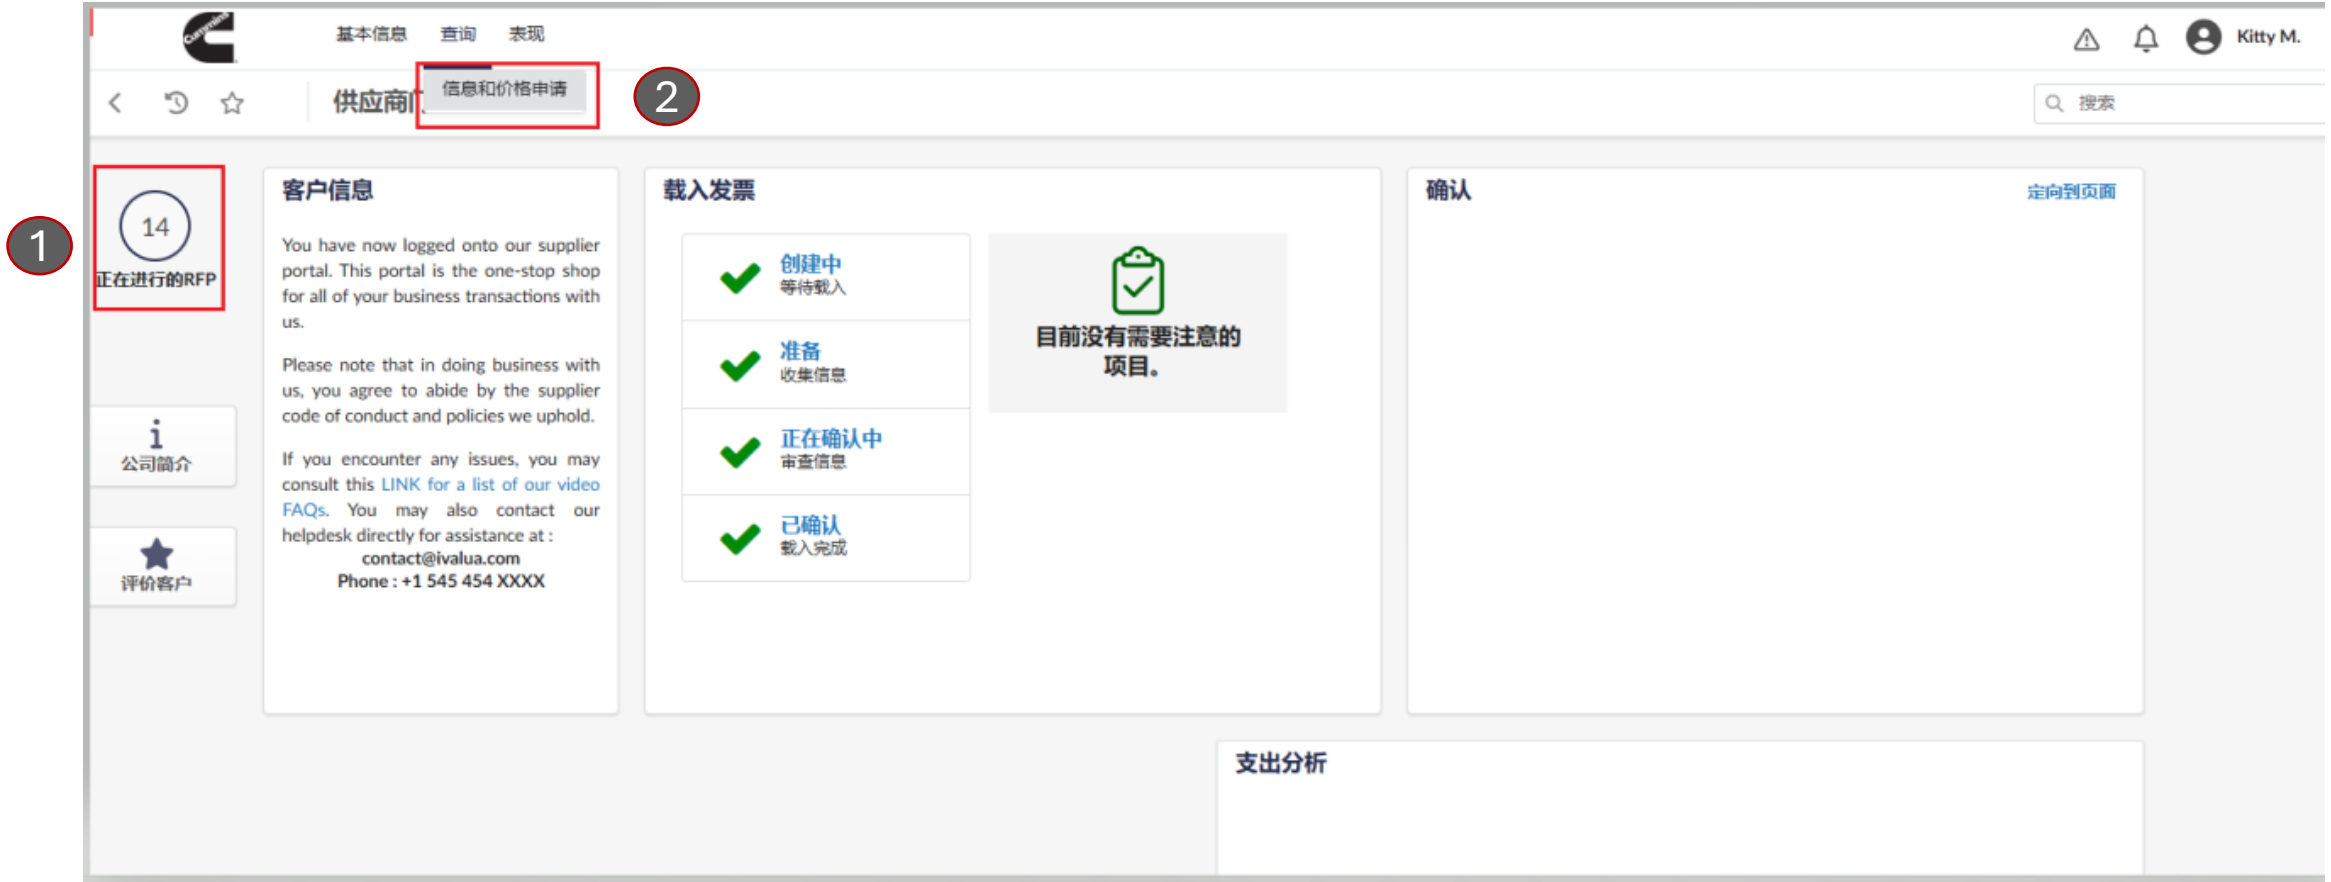 Cummins
基本信息 查询 表现
Kitty M.
信息和价格申请
2
供应商门
搜索
1
14
正在进行的RFP
公司简介
评价客户
客户信息
You have now logged onto our supplier
portal. This portal is the one-stop shop
for all of your business transactions with
us.
Please note that in doing business with
us, you agree to abide by the supplier
code of conduct and policies we uphold.
If you encounter any issues, you may
consult this LINK for a list of our video
FAQs. You may also contact our
helpdesk directly for assistance at :
contact@ivalua.com
Phone : +1 545 454 XXXX
载入发票
创建中
等待载入
准备
收集信息
正在确认中
审查信息
已确认
载入完成
目前没有需要注意的
项目。
确认
定向到页面
支出分析